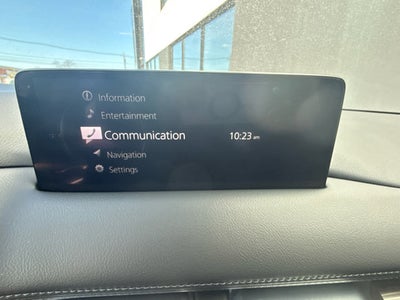 Information
Entertainment
Communication 10:23 am
Navigation
Settings